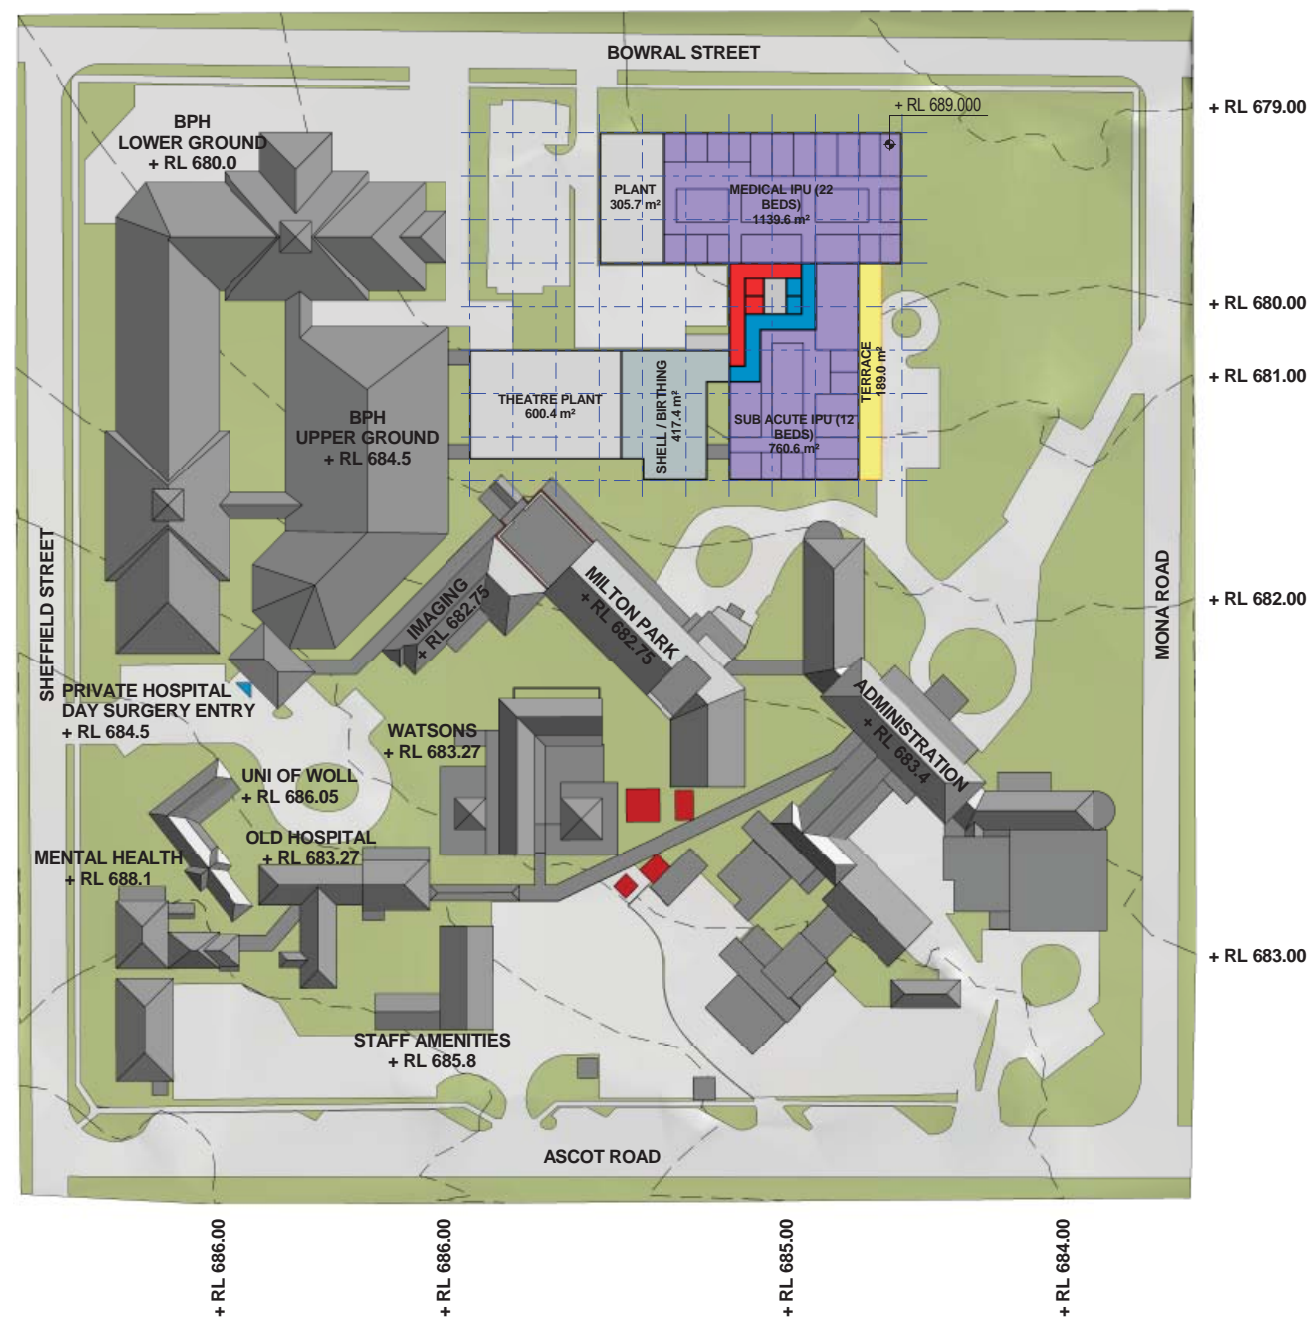 BOWRAL STREET
+ RL 689.000
+ RL 679.00
BPH
LOWER GROUND
+ RL 680.0
PLANT
305.7 m²
MEDICAL IPU (22
BEDS)
1139.6 m²
+ RL 680.00
TERRACE
189.0 m²
+ RL 681.00
THEATRE PLANT
600.4 m²
SHELL / BIRTHING
417.4 m²
SUB ACUTE IPU (12
BEDS)
760.6 m²
BPH
UPPER GROUND
+ RL 684.5
SHEFFIELD STREET
MONA ROAD
IMAGING
+ RL 682.75
MILTON PARK
+ RL 682.75
+ RL 682.00
PRIVATE HOSPITAL
DAY SURGERY ENTRY
+ RL 684.5
ADMINISTRATION
+ RL 683.4
WATSONS
+ RL 683.27
UNI OF WOLL
+ RL 686.05
OLD HOSPITAL
+ RL 683.27
MENTAL HEALTH
+ RL 688.1
+ RL 683.00
STAFF AMENITIES
+ RL 685.8
ASCOT ROAD
+ RL 686.00
+ RL 686.00
+ RL 685.00
+ RL 684.00